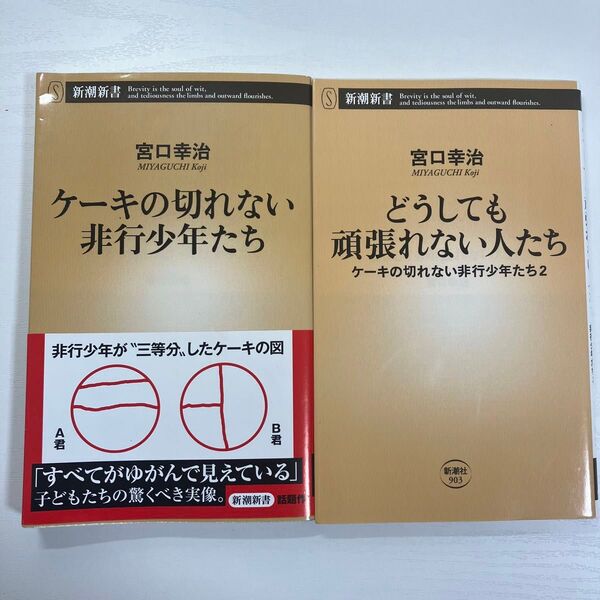 新潮新書
Brevity is the soul of wit,
and tediousness the limbs and outward flourishes.
宮口幸治
MIYAGUCHI Koji
ケーキの切れない
非行少年たち
非行少年が〝三等分〟したケーキの図
A君
B君
「すべてがゆがんで見えている」
子どもたちの驚くべき実像。
新潮新書
話題作
新潮新書
Brevity is the soul of wit,
and tediousness the limbs and outward flourishes.
宮口幸治
MIYAGUCHI Koji
どうしても
頑張れない人たち
ケーキの切れない非行少年たち2
新潮社
903